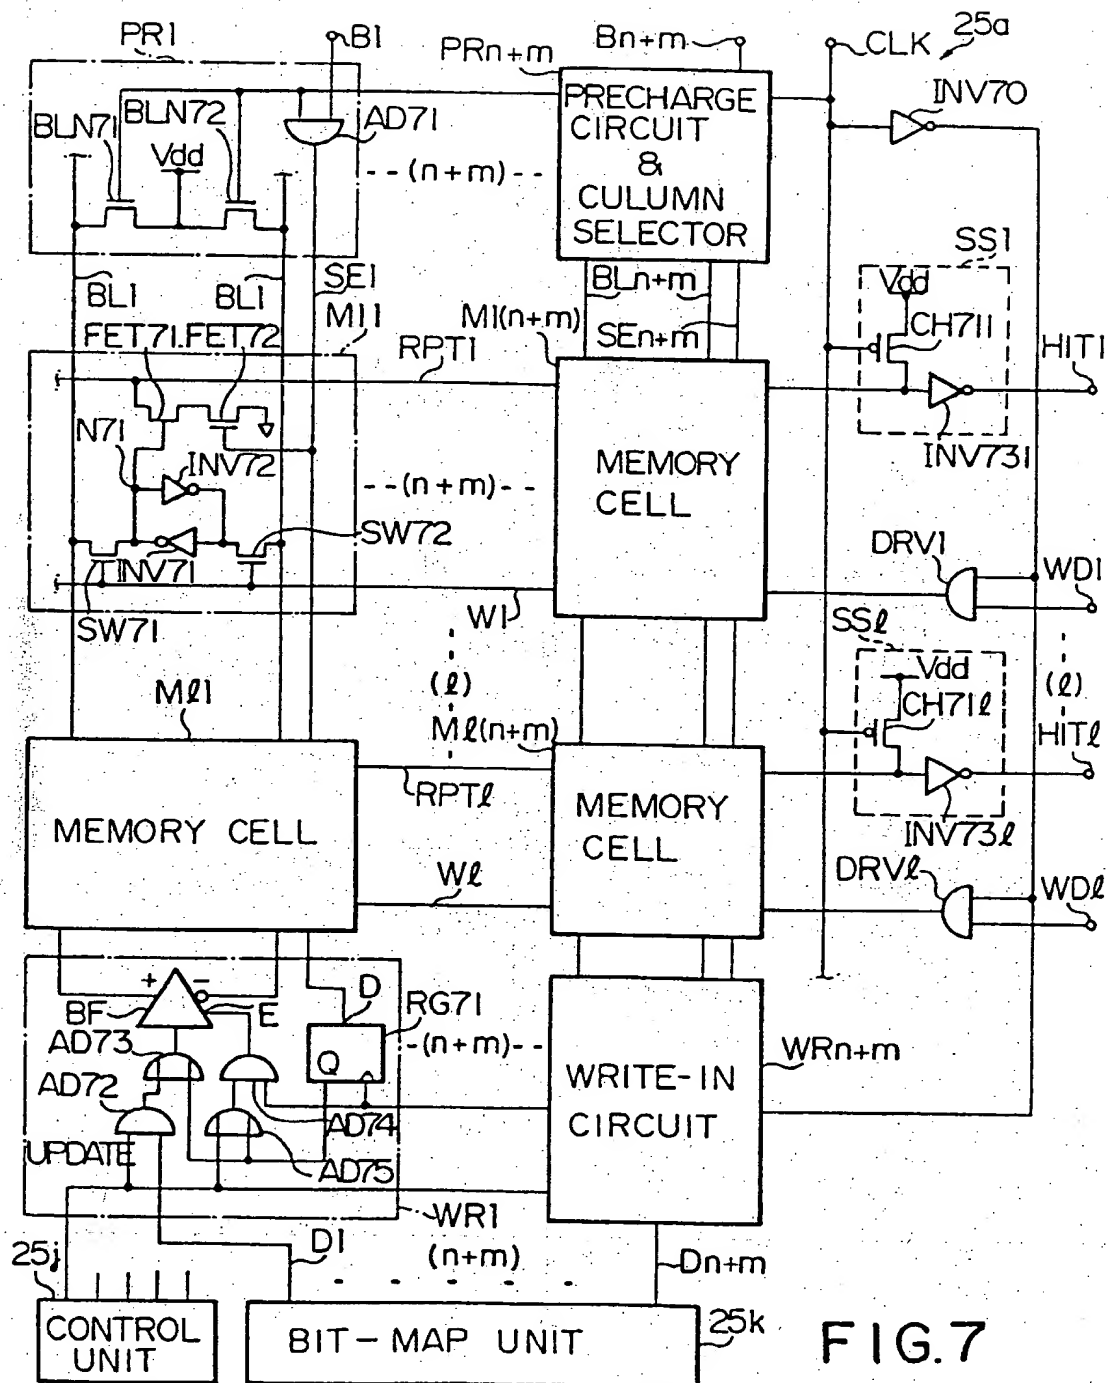 PR1
B1
Bn+m
PRn+m
CLK
25a
BLN71
BLN72
Vdd
AD71
--(n+m)--
PRECHARGE
CIRCUIT
&
CULUMN
SELECTOR
INV70
SS1
Vdd
CH711
HIT1
INV731
BL1
BL1
SE1
M11
FET71.FET72
RPT1
M1(n+m)
BLn+m
SEn+m
N71
INV72
--(n+m)--
MEMORY
CELL
SW72
INV71
SW71
W1
DRV1
WD1
SSℓ
Vdd
CH71ℓ
(ℓ)
HITℓ
INV73ℓ
Mℓ1
(ℓ)
Mℓ(n+m)
RPTℓ
MEMORY CELL
MEMORY
CELL
Wℓ
DRVℓ
WDℓ
+
-
BF
E
D
RG71
Q
AD73
AD72
-(n+m)--
WRITE-IN
CIRCUIT
WRn+m
AD74
UPDATE
AD75
WR1
(n+m)
25j
D1
Dn+m
CONTROL
UNIT
BIT-MAP UNIT
25k
FIG.7